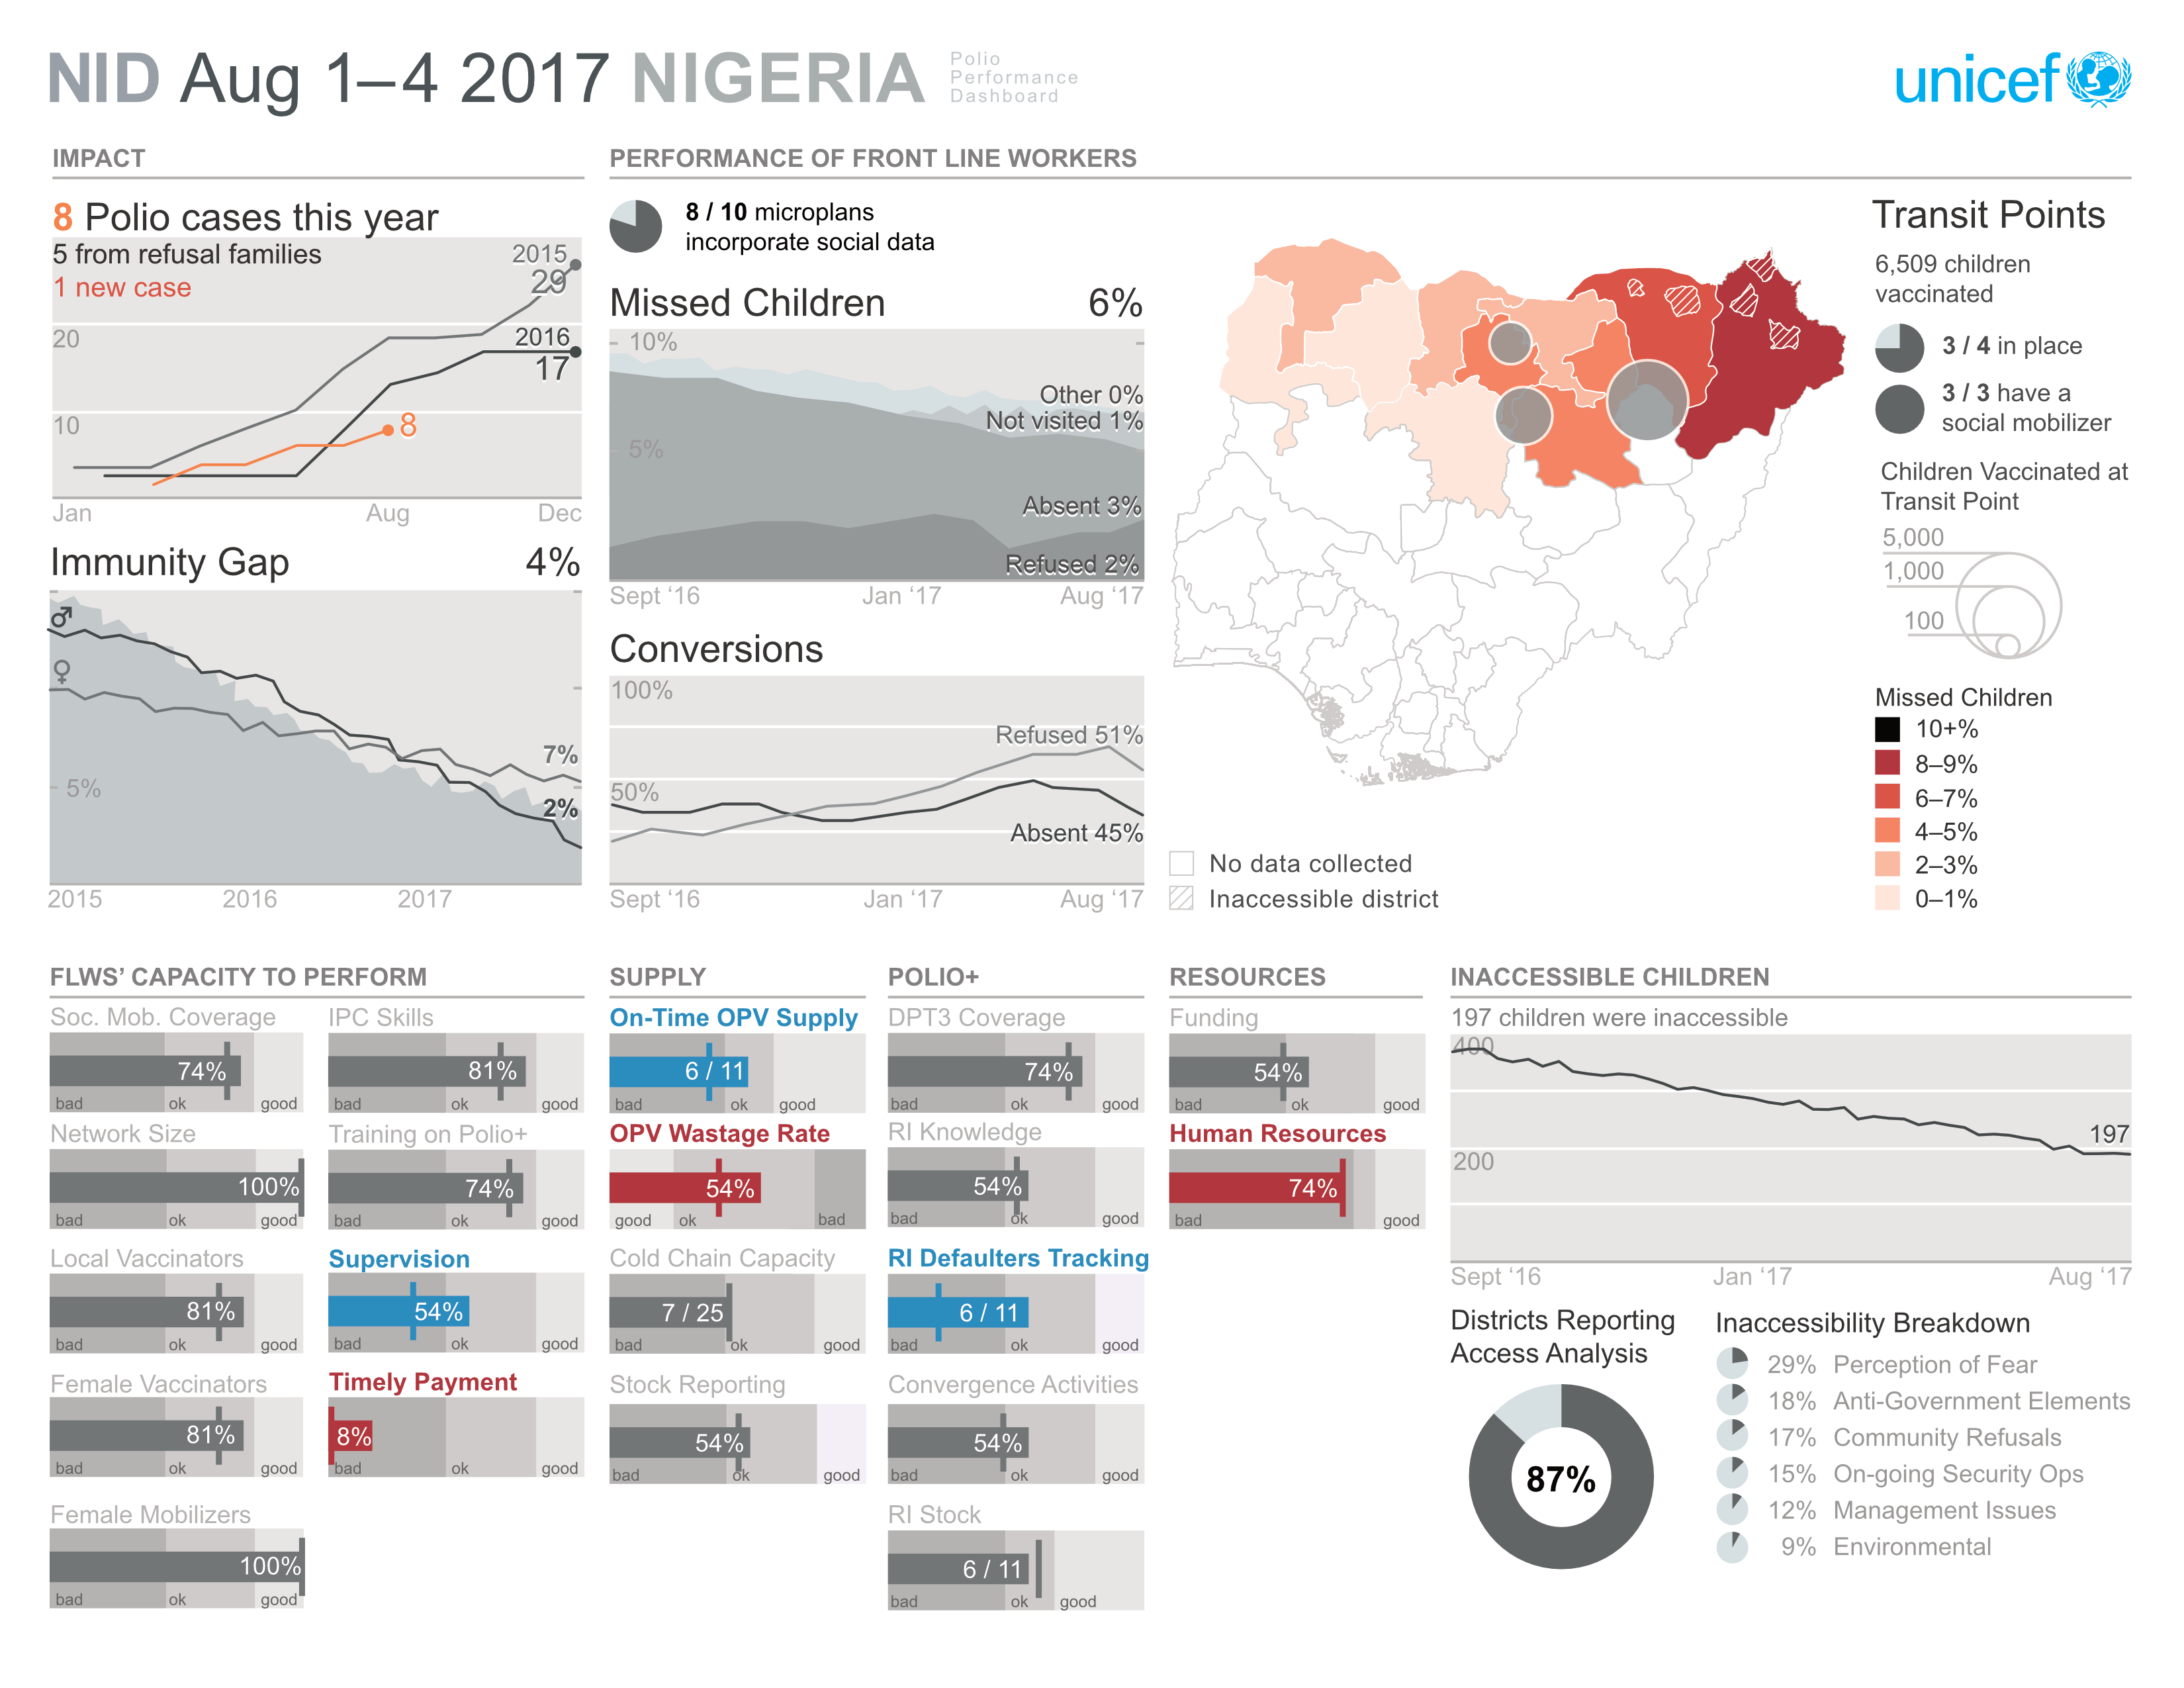 NID Aug 1–4 2017 NIGERIA
Polio
Performance
Dashboard
unicef
IMPACT
8 Polio cases this year
5 from refusal families
1 new case
2015
29
2016
17
20
10
8
Jan
Aug
Dec
Immunity Gap 4%
♂
♀
7%
5%
2%
2015
2016
2017
PERFORMANCE OF FRONT LINE WORKERS
8 / 10 microplans
incorporate social data
Missed Children 6%
10%
Other 0%
Not visited 1%
5%
Absent 3%
Refused 2%
Sept ‘16
Jan ‘17
Aug ‘17
Conversions
100%
Refused 51%
50%
Absent 45%
Sept ‘16
Jan ‘17
Aug ‘17
No data collected
Inaccessible district
Transit Points
6,509 children
vaccinated
3 / 4 in place
3 / 3 have a
social mobilizer
Children Vaccinated at
Transit Point
5,000
1,000
100
Missed Children
10+%
8–9%
6–7%
4–5%
2–3%
0–1%
FLWS’ CAPACITY TO PERFORM
Soc. Mob. Coverage
74%
bad ok good
Network Size
100%
bad ok good
Local Vaccinators
81%
bad ok good
Female Vaccinators
81%
bad ok good
Female Mobilizers
100%
bad ok good
IPC Skills
81%
bad ok good
Training on Polio+
74%
bad ok good
Supervision
54%
bad ok good
Timely Payment
8%
bad ok good
SUPPLY
On-Time OPV Supply
6 / 11
bad ok good
OPV Wastage Rate
54%
good ok bad
Cold Chain Capacity
7 / 25
bad ok good
Stock Reporting
54%
bad ok good
POLIO+
DPT3 Coverage
74%
bad ok good
RI Knowledge
54%
bad ok good
RI Defaulters Tracking
6 / 11
bad ok good
Convergence Activities
54%
bad ok good
RI Stock
6 / 11
bad ok good
RESOURCES
Funding
54%
bad ok good
Human Resources
74%
bad good
INACCESSIBLE CHILDREN
197 children were inaccessible
400
197
200
Sept ‘16
Jan ‘17
Aug ‘17
Districts Reporting
Access Analysis
87%
Inaccessibility Breakdown
29% Perception of Fear
18% Anti-Government Elements
17% Community Refusals
15% On-going Security Ops
12% Management Issues
9% Environmental